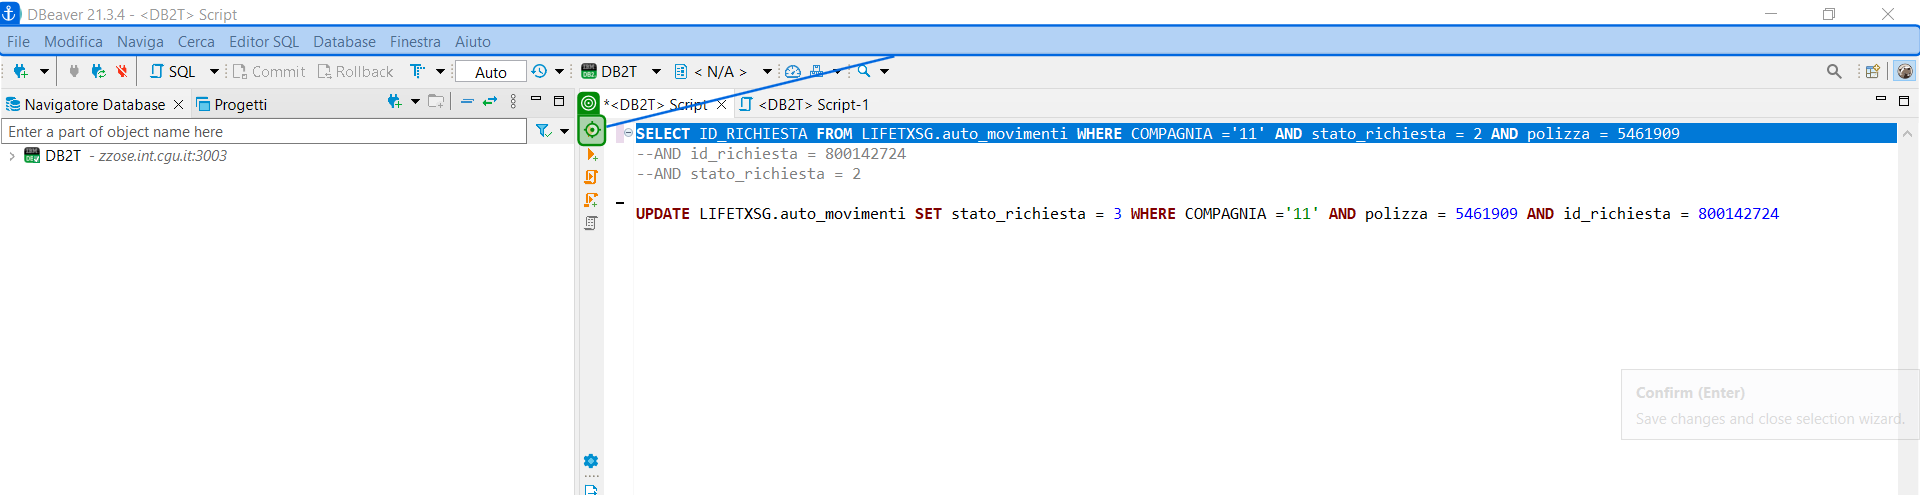 DBeaver 21.3.4 - <DB2T> Script
File Modifica Naviga Cerca Editor SQL Database Finestra Aiuto
SQL Commit Rollback Auto DB2T < N/A >
Navigatore Database Progetti
*<DB2T> Script <DB2T> Script-1
Enter a part of object name here
DB2T - zzose.int.cgu.it:3003
SELECT ID_RICHIESTA FROM LIFETXSG.auto_movimenti WHERE COMPAGNIA ='11' AND stato_richiesta = 2 AND polizza = 5461909
--AND id_richiesta = 800142724
--AND stato_richiesta = 2
UPDATE LIFETXSG.auto_movimenti SET stato_richiesta = 3 WHERE COMPAGNIA ='11' AND polizza = 5461909 AND id_richiesta = 800142724
Confirm (Enter)
Save changes and close selection wizard.